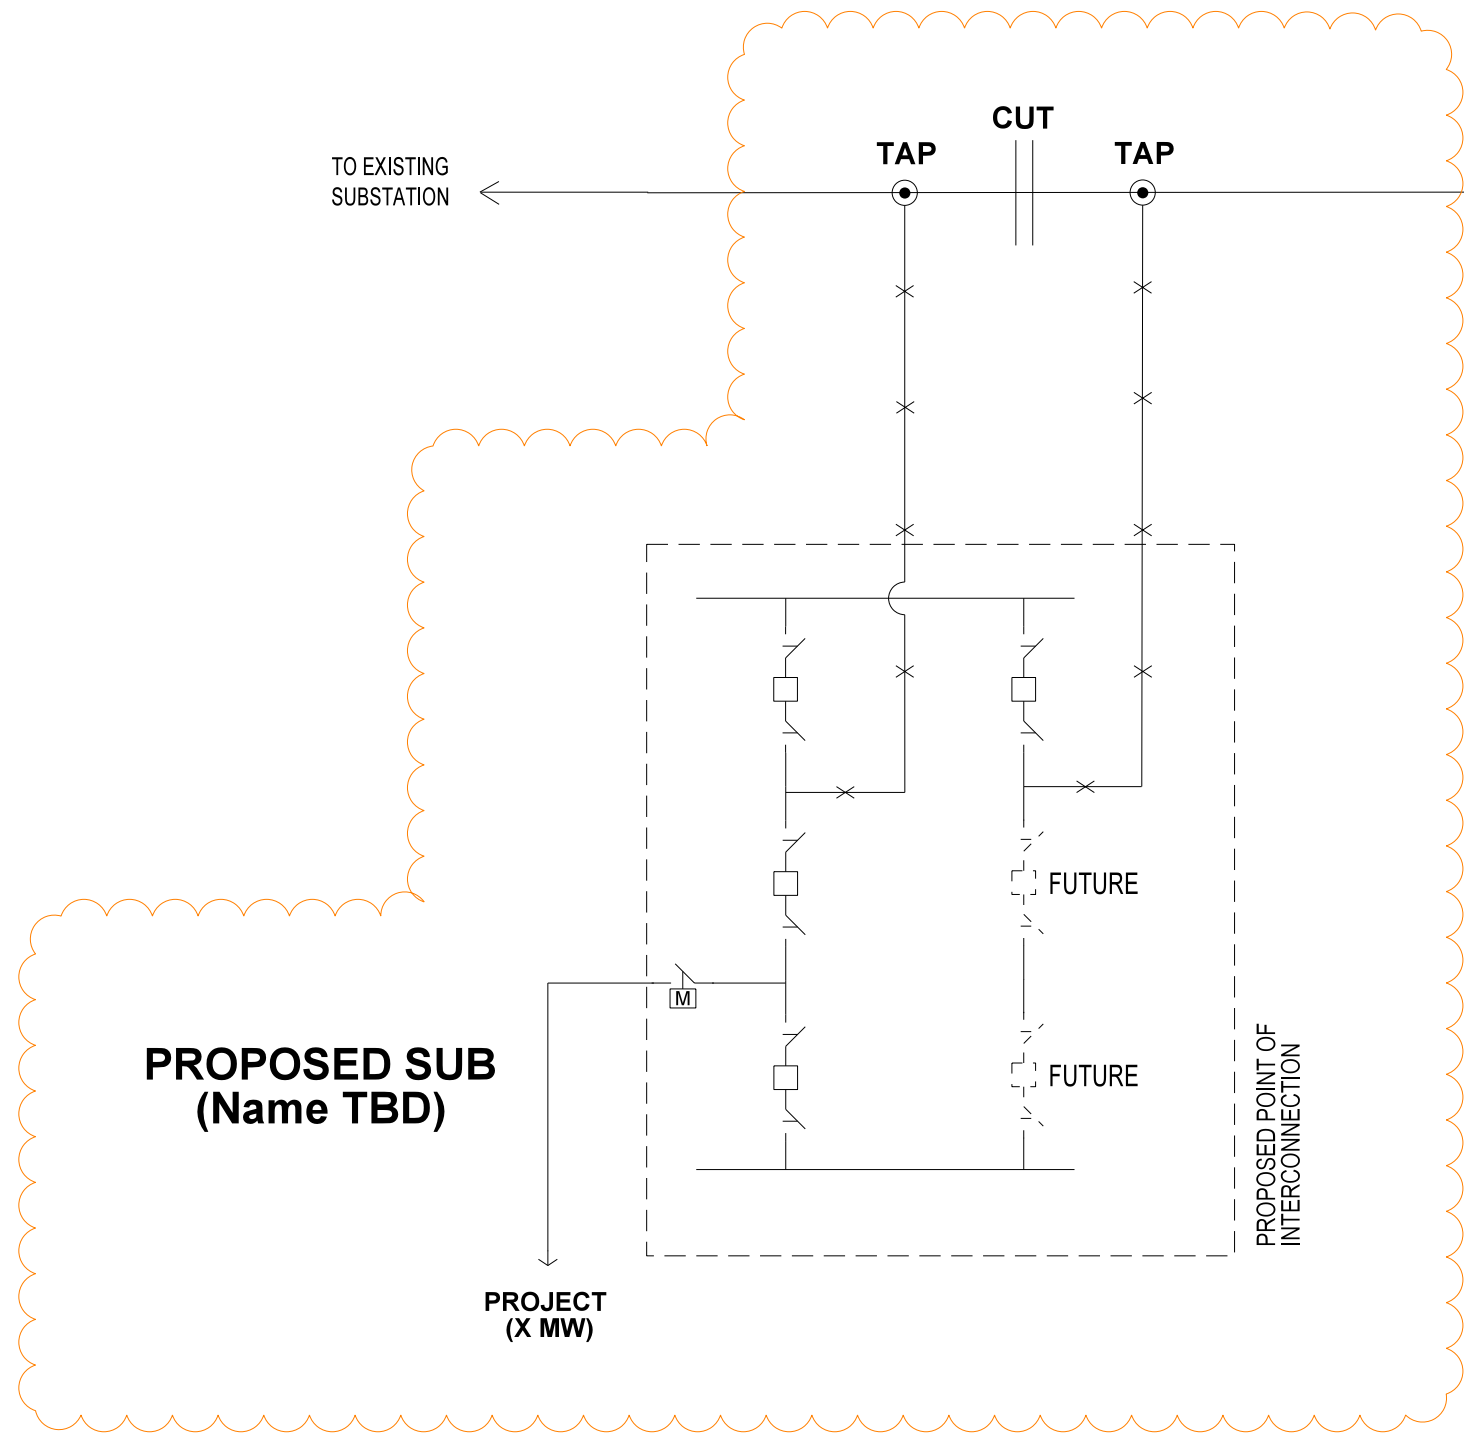 CUT
TAP
TAP
TO EXISTING
SUBSTATION
FUTURE
M
FUTURE
PROPOSED SUB
(Name TBD)
PROPOSED POINT OF
INTERCONNECTION
PROJECT
(X MW)